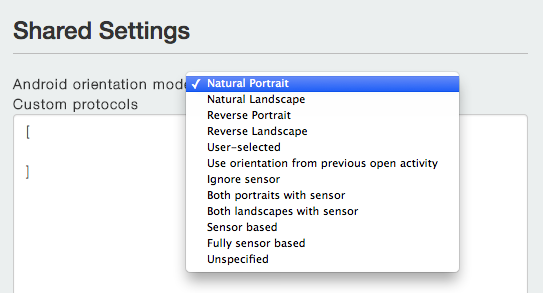 Shared Settings
Android orientation mod
✓ Natural Portrait
Natural Landscape
Reverse Portrait
Reverse Landscape
User-selected
Use orientation from previous open activity
Ignore sensor
Both portraits with sensor
Both landscapes with sensor
Sensor based
Fully sensor based
Unspecified
Custom protocols
[
]